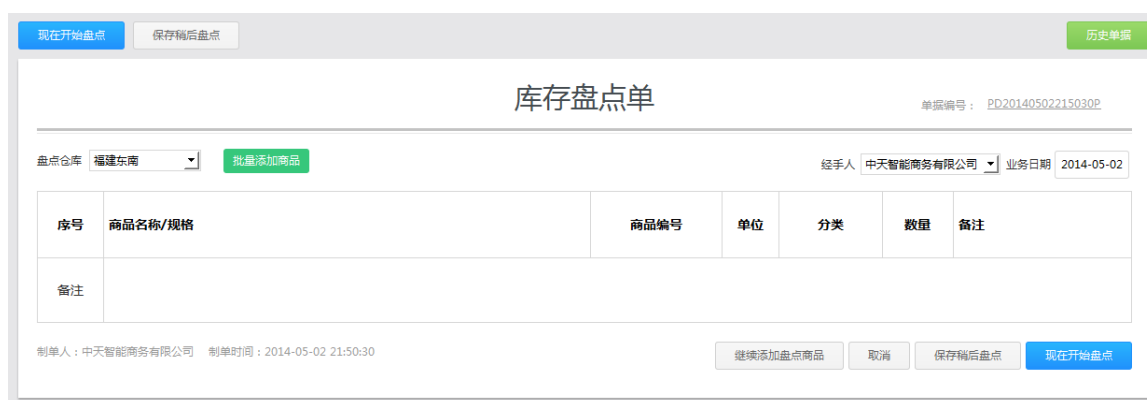 现在开始盘点 保存稍后盘点 历史单据
库存盘点单
单据编号： PD20140502215030P
盘点仓库 福建东南 批量添加商品 经手人 中天智能商务有限公司 业务日期 2014-05-02
序号 商品名称/规格 商品编号 单位 分类 数量 备注
备注
制单人：中天智能商务有限公司 制单时间：2014-05-02 21:50:30
继续添加盘点商品 取消 保存稍后盘点 现在开始盘点